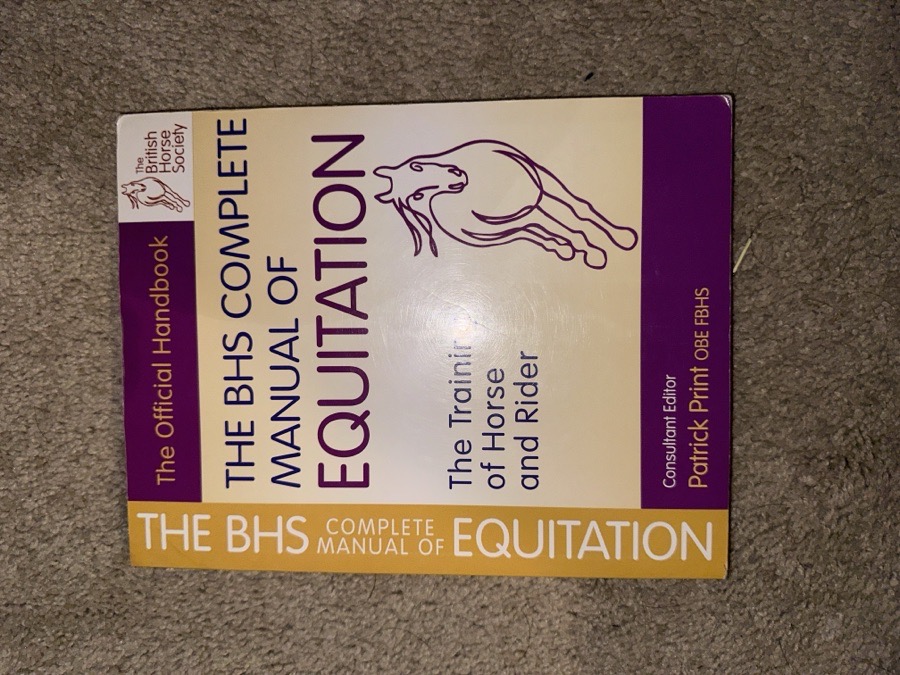 The Official Handbook
The
British
Horse
Society
THE BHS COMPLETE
MANUAL OF
EQUITATION
The Training
of Horse
and Rider
Consultant Editor
Patrick Print OBE FBHS
THE BHS COMPLETE MANUAL OF EQUITATION